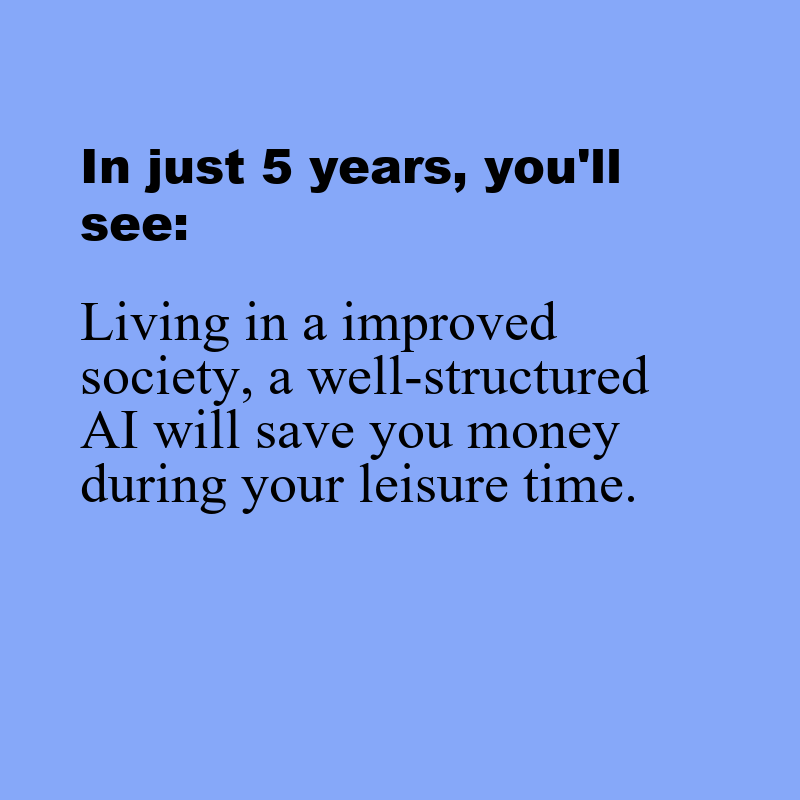 In just 5 years, you'll
see:
Living in a improved
society, a well-structured
AI will save you money
during your leisure time.